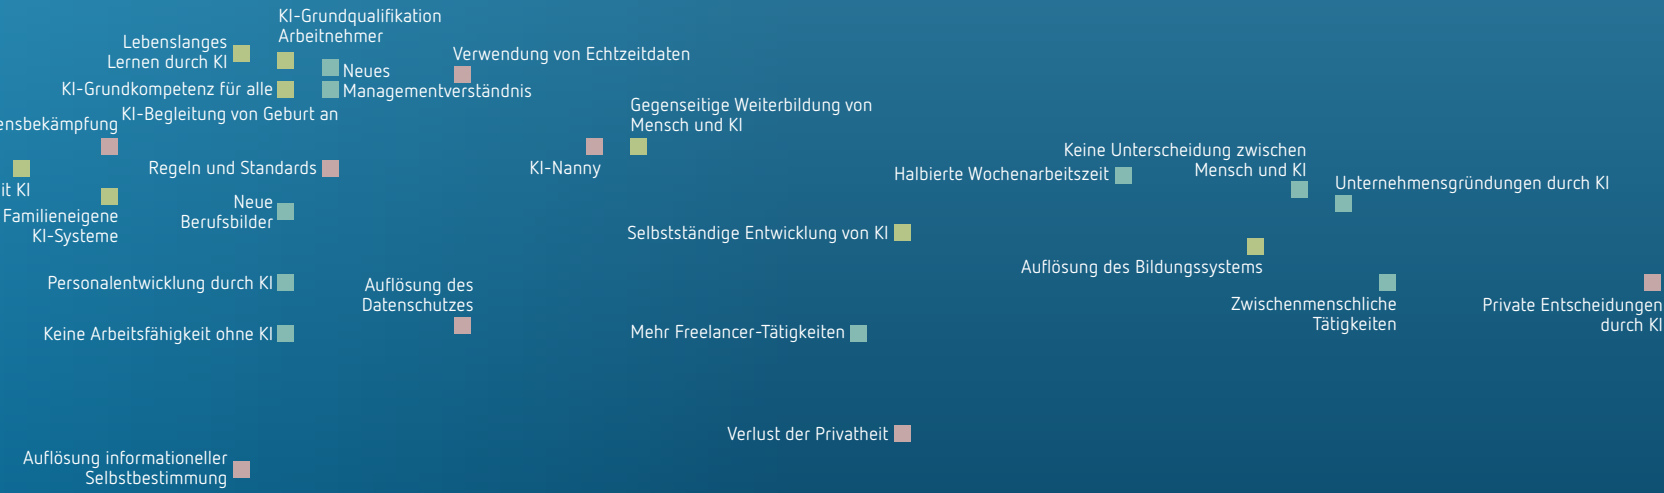 KI-Grundqualifikation
Arbeitnehmer
Lebenslanges
Lernen durch KI
Verwendung von Echtzeitdaten
Neues
Managementverständnis
KI-Grundkompetenz für alle
KI-Begleitung von Geburt an
ensbekämpfung
Gegenseitige Weiterbildung von
Mensch und KI
Regeln und Standards
KI-Nanny
Keine Unterscheidung zwischen
Mensch und KI
Halbierte Wochenarbeitszeit
Unternehmensgründungen durch KI
it KI
Familieneigene
KI-Systeme
Neue
Berufsbilder
Selbstständige Entwicklung von KI
Auflösung des Bildungssystems
Personalentwicklung durch KI
Auflösung des
Datenschutzes
Zwischenmenschliche
Tätigkeiten
Private Entscheidungen
durch KI
Keine Arbeitsfähigkeit ohne KI
Mehr Freelancer-Tätigkeiten
Verlust der Privatheit
Auflösung informationeller
Selbstbestimmung